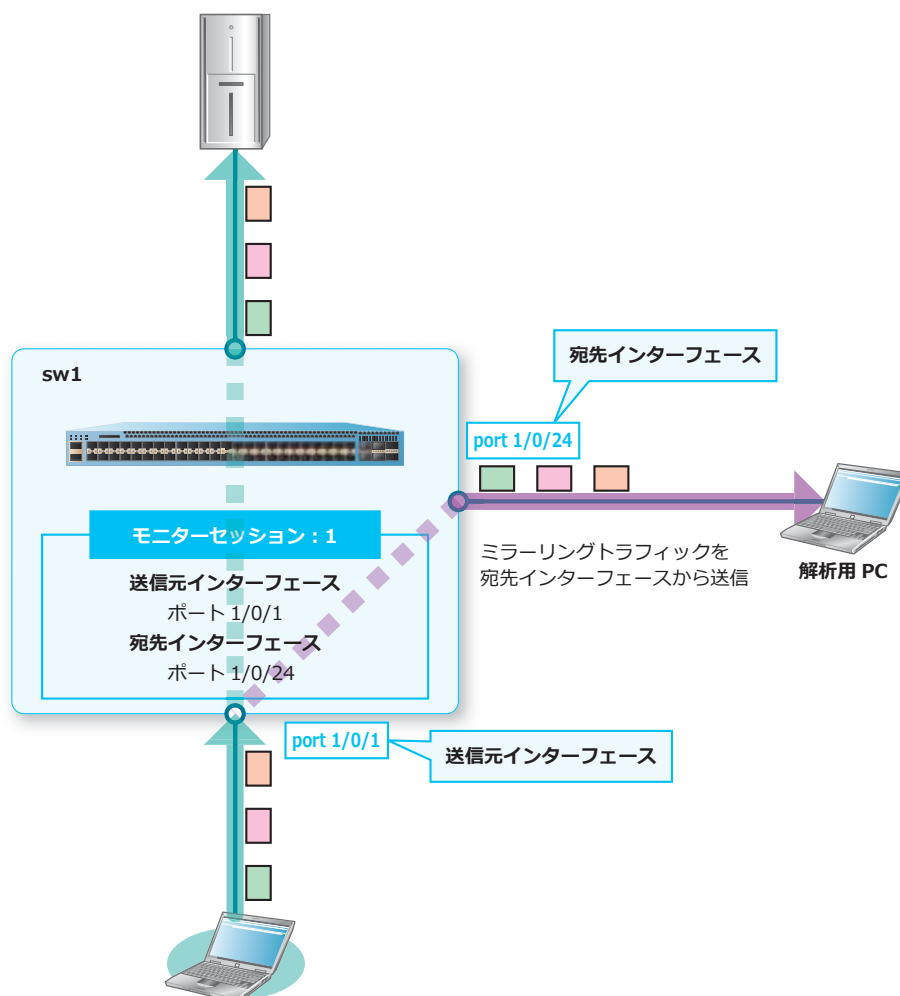 宛先インターフェース
sw1
port 1/0/24
モニターセッション：1
送信元インターフェース
ポート 1/0/1
宛先インターフェース
ポート 1/0/24
ミラーリングトラフィックを
宛先インターフェースから送信
解析用 PC
port 1/0/1
送信元インターフェース